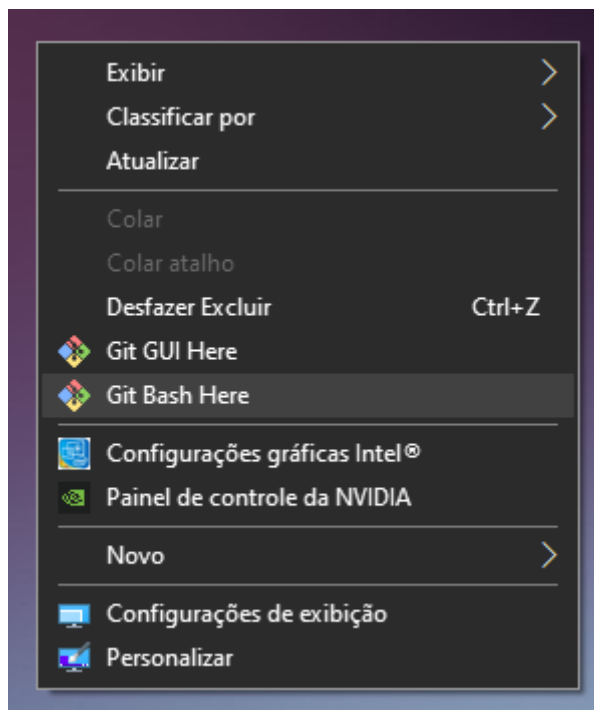 Exibir
Classificar por
Atualizar
Colar
Colar atalho
Desfazer Excluir Ctrl+Z
Git GUI Here
Git Bash Here
Configurações gráficas Intel®
Painel de controle da NVIDIA
Novo
Configurações de exibição
Personalizar